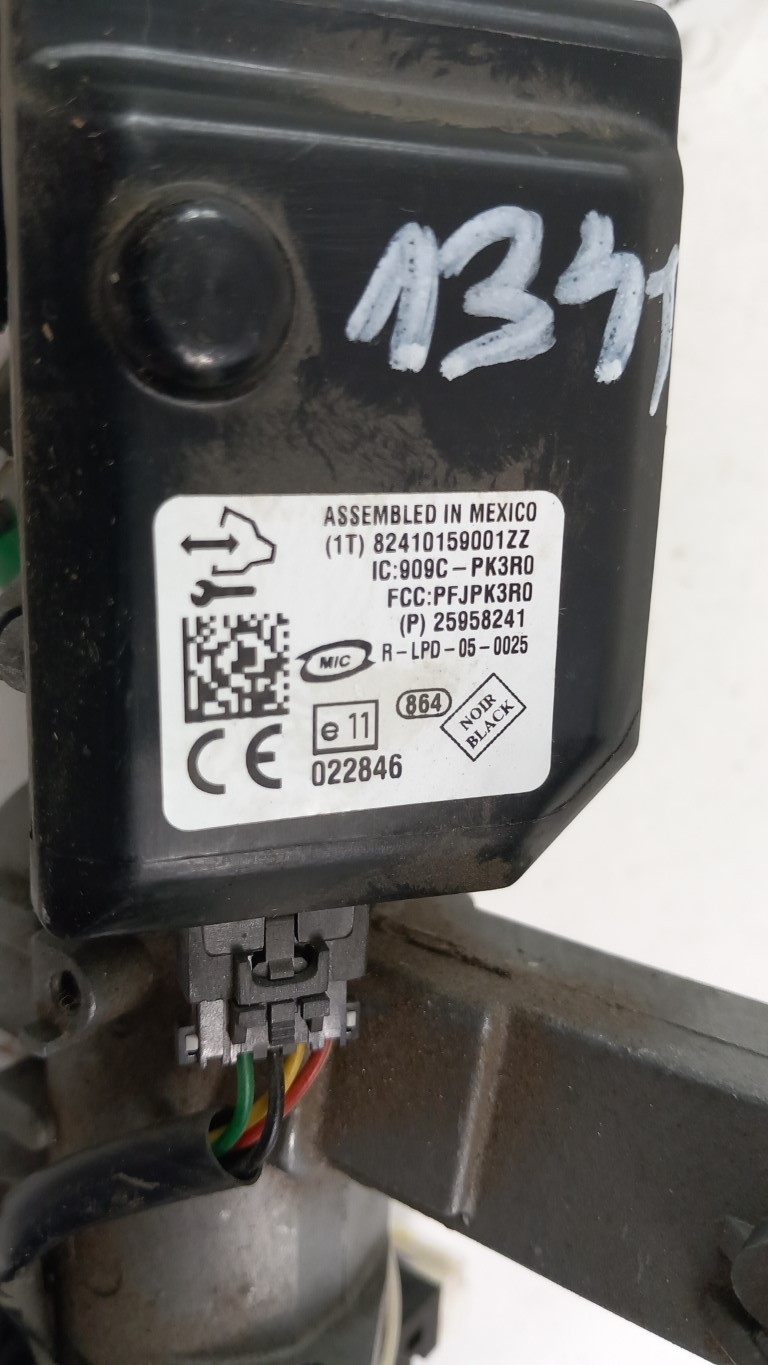 134
ASSEMBLED IN MEXICO
(1T) 82410159001ZZ
IC:909C-PK3R0
FCC:PFJPK3R0
(P) 25958241
MIC R-LPD-05-0025
864
NOIR
BLACK
e 11
CE 022846